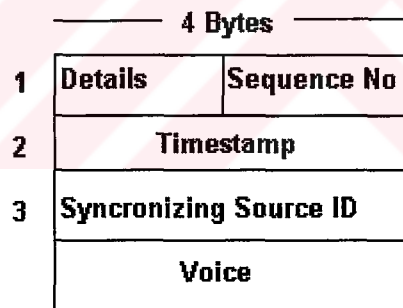 4 Bytes
1 Details Sequence No
2 Timestamp
3 Syncronizing Source ID
Voice